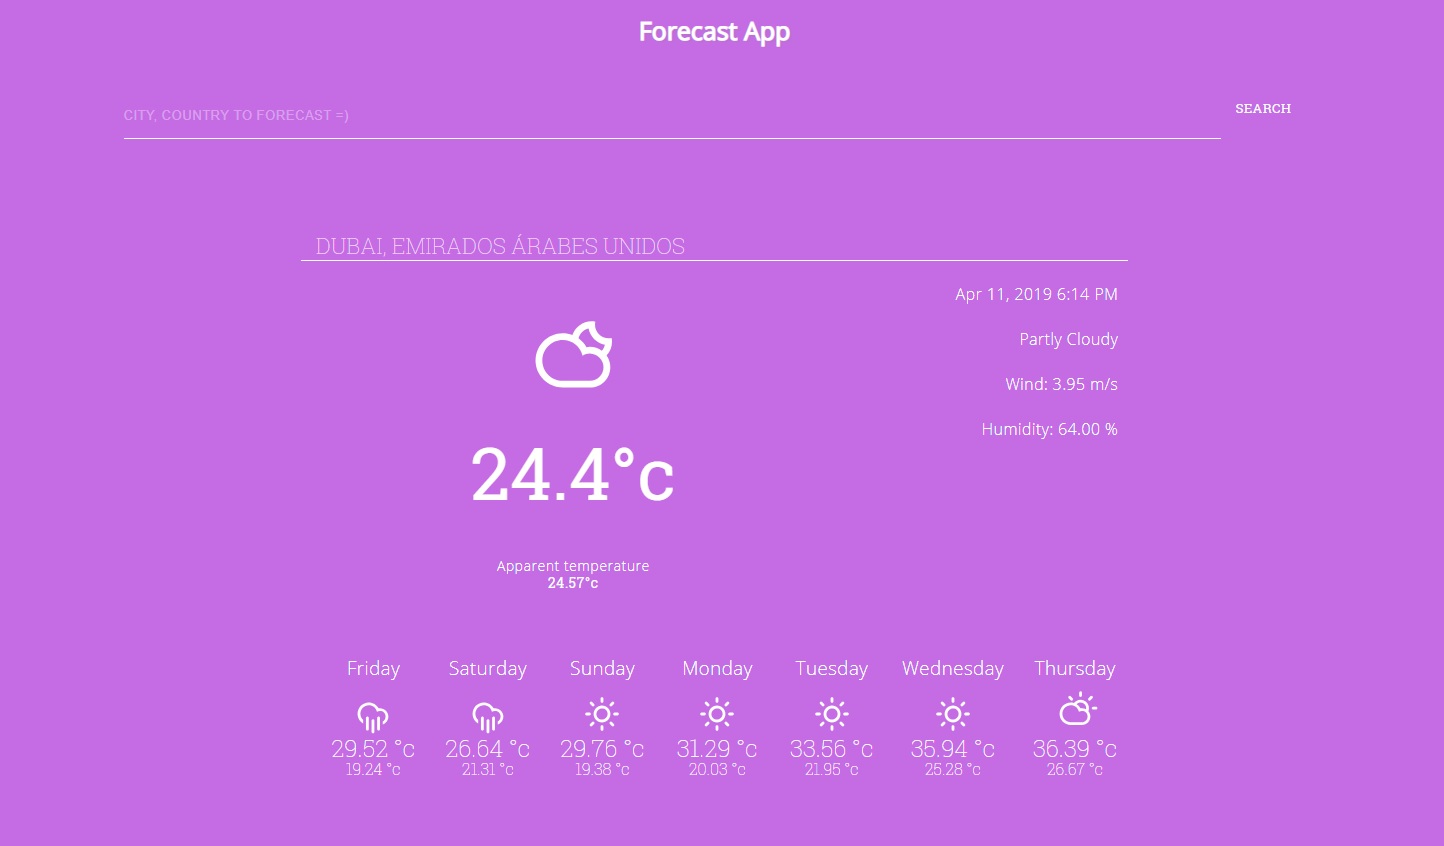 Forecast App
CITY, COUNTRY TO FORECAST =)
SEARCH
DUBAI, EMIRADOS ÁRABES UNIDOS
Apr 11, 2019 6:14 PM
Partly Cloudy
Wind: 3.95 m/s
Humidity: 64.00 %
24.4°c
Apparent temperature
24.57°c
Friday Saturday Sunday Monday Tuesday Wednesday Thursday
29.52 °c 26.64 °c 29.76 °c 31.29 °c 33.56 °c 35.94 °c 36.39 °c
19.24 °c 21.31 °c 19.38 °c 20.03 °c 21.95 °c 25.28 °c 26.67 °c